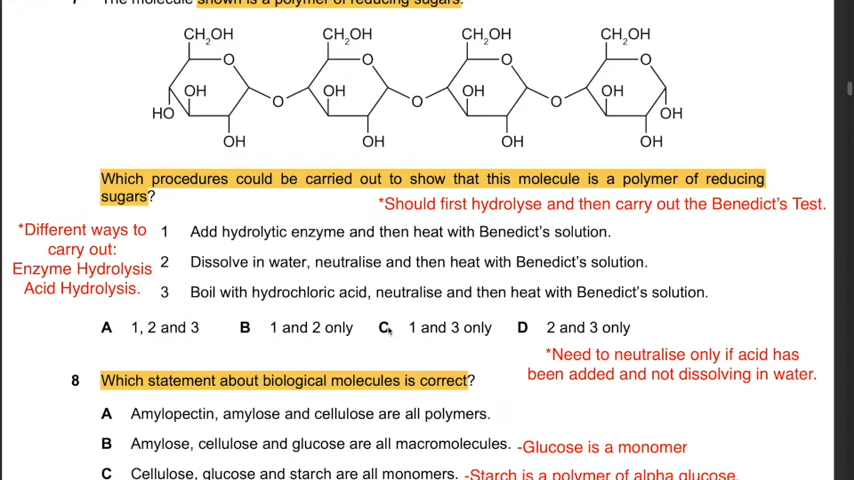 7 The molecule shown is a polymer of reducing sugars.
CH2OH CH2OH CH2OH CH2OH
O O O O
OH OH OH OH
HO O O O OH
OH OH OH OH
Which procedures could be carried out to show that this molecule is a polymer of reducing
sugars?
*Should first hydrolyse and then carry out the Benedict's Test.
*Different ways to
carry out:
Enzyme Hydrolysis
Acid Hydrolysis.
1 Add hydrolytic enzyme and then heat with Benedict's solution.
2 Dissolve in water, neutralise and then heat with Benedict's solution.
3 Boil with hydrochloric acid, neutralise and then heat with Benedict's solution.
A 1, 2 and 3 B 1 and 2 only C 1 and 3 only D 2 and 3 only
*Need to neutralise only if acid has
been added and not dissolving in water.
8 Which statement about biological molecules is correct?
A Amylopectin, amylose and cellulose are all polymers.
B Amylose, cellulose and glucose are all macromolecules. -Glucose is a monomer
C Cellulose, glucose and starch are all monomers. -Starch is a polymer of alpha glucose.